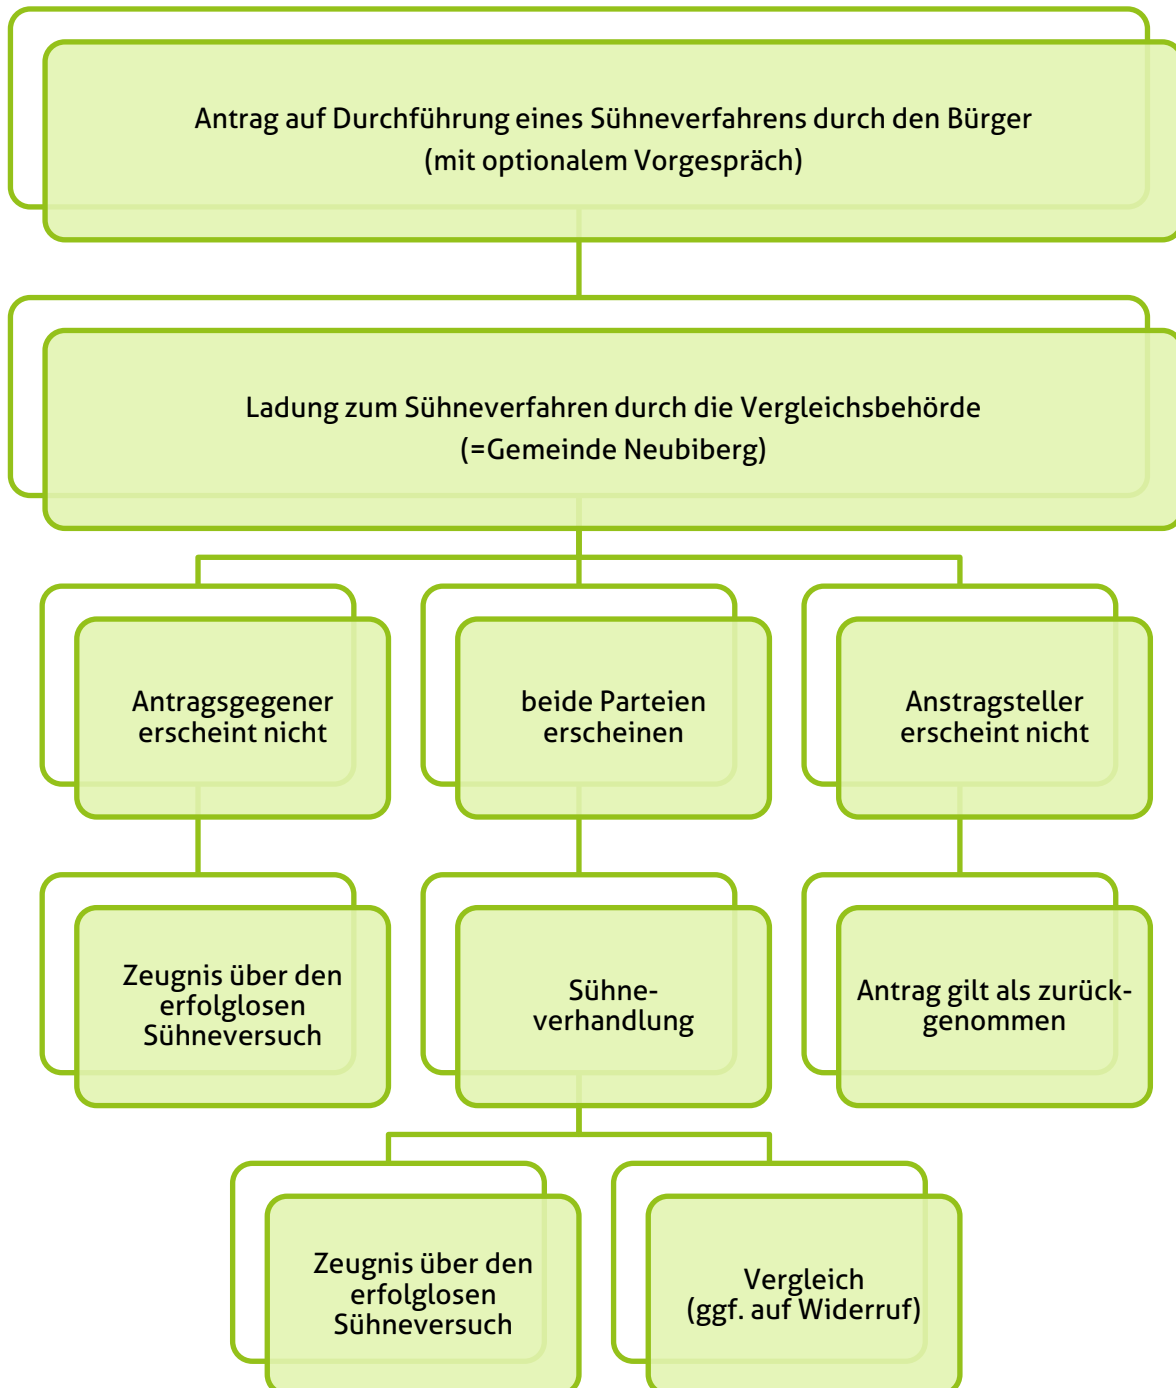 Antrag auf Durchführung eines Sühneverfahrens durch den Bürger
(mit optionalem Vorgespräch)
Ladung zum Sühneverfahren durch die Vergleichsbehörde
(=Gemeinde Neubiberg)
Antragsgegener
erscheint nicht
beide Parteien
erscheinen
Anstragsteller
erscheint nicht
Zeugnis über den
erfolglosen
Sühneversuch
Sühne-
verhandlung
Antrag gilt als zurück-
genommen
Zeugnis über den
erfolglosen
Sühneversuch
Vergleich
(ggf. auf Widerruf)